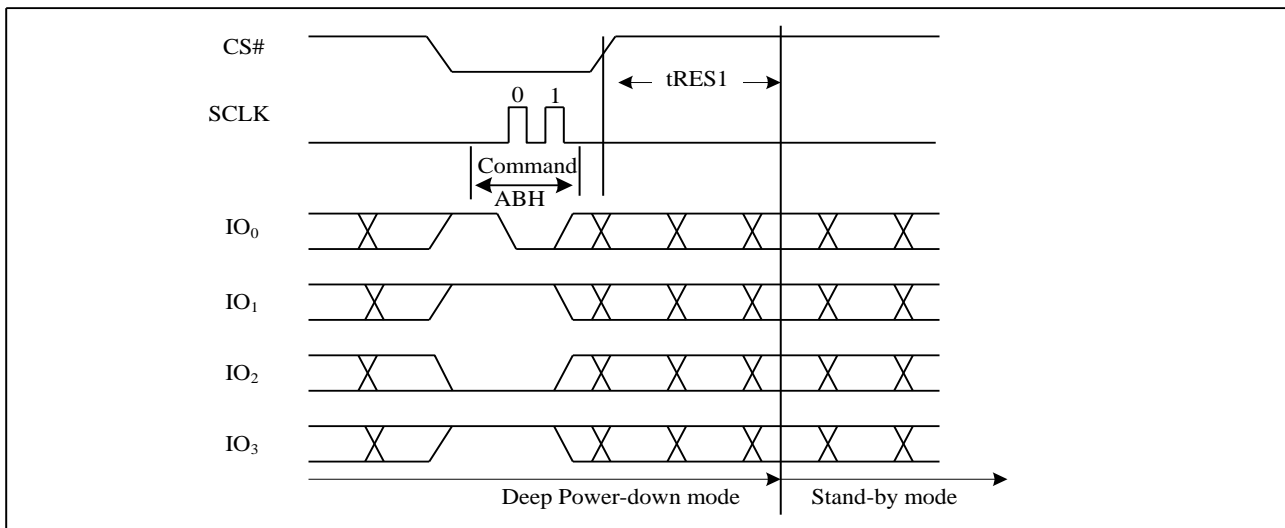 CS#
tRES1
0 1
SCLK
Command
ABH
IO₀
IO₁
IO₂
IO₃
Deep Power-down mode Stand-by mode